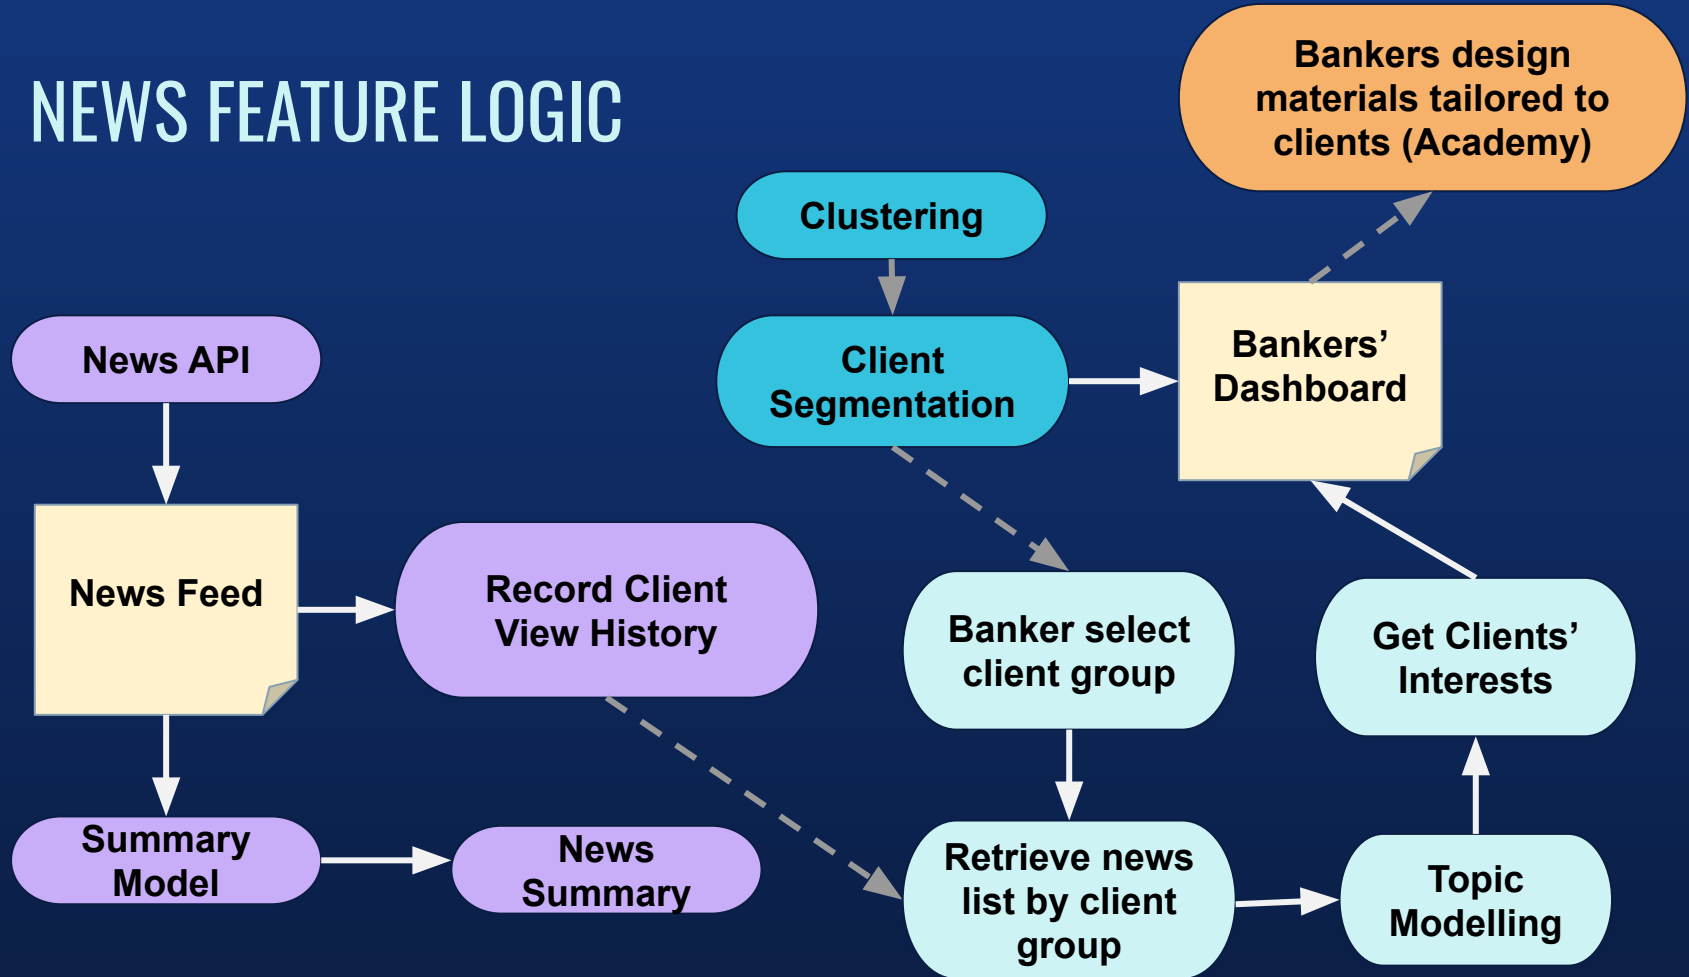 NEWS FEATURE LOGIC
Bankers design
materials tailored to
clients (Academy)
Clustering
News API
Client
Segmentation
Bankers’
Dashboard
News Feed
Record Client
View History
Banker select
client group
Get Clients’
Interests
Summary
Model
News
Summary
Retrieve news
list by client
group
Topic
Modelling